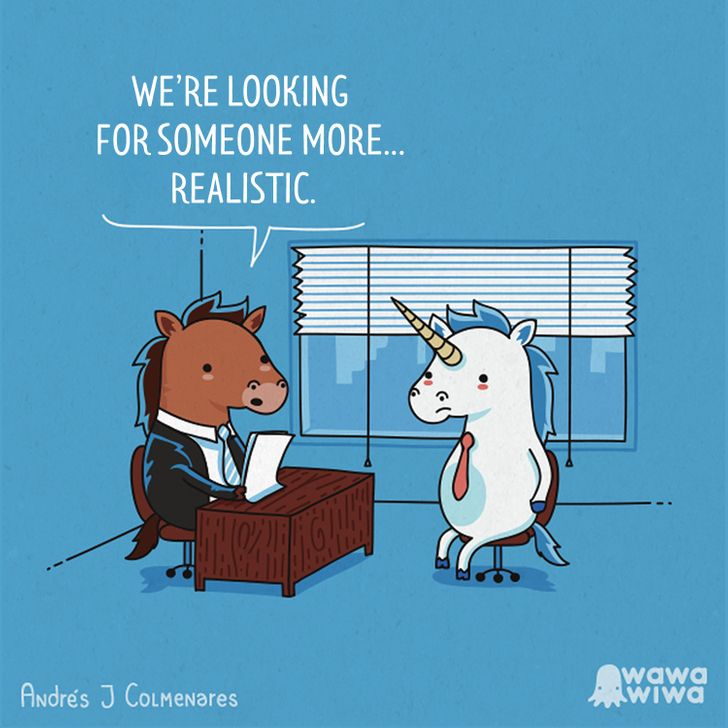 WE'RE LOOKING
FOR SOMEONE MORE...
REALISTIC.
Andrés J Colmenares
wawa
wiwa